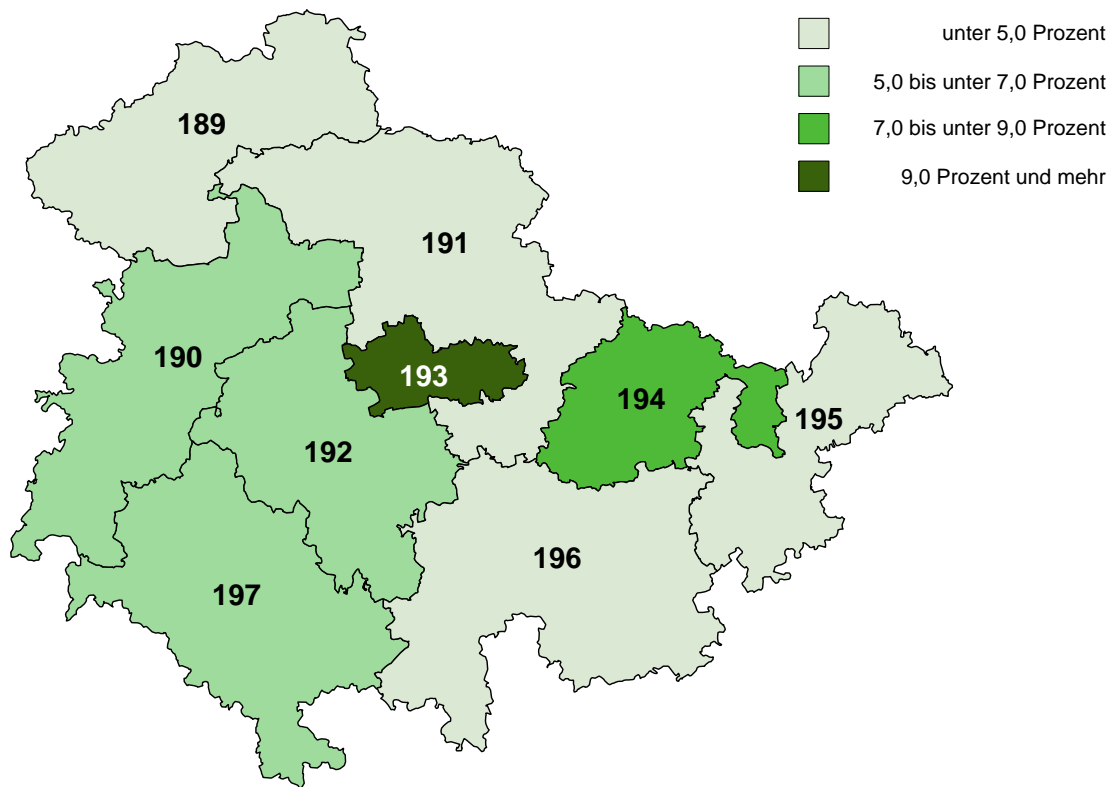 unter 5,0 Prozent
5,0 bis unter 7,0 Prozent
7,0 bis unter 9,0 Prozent
9,0 Prozent und mehr
189
191
190
193
194
195
192
196
197